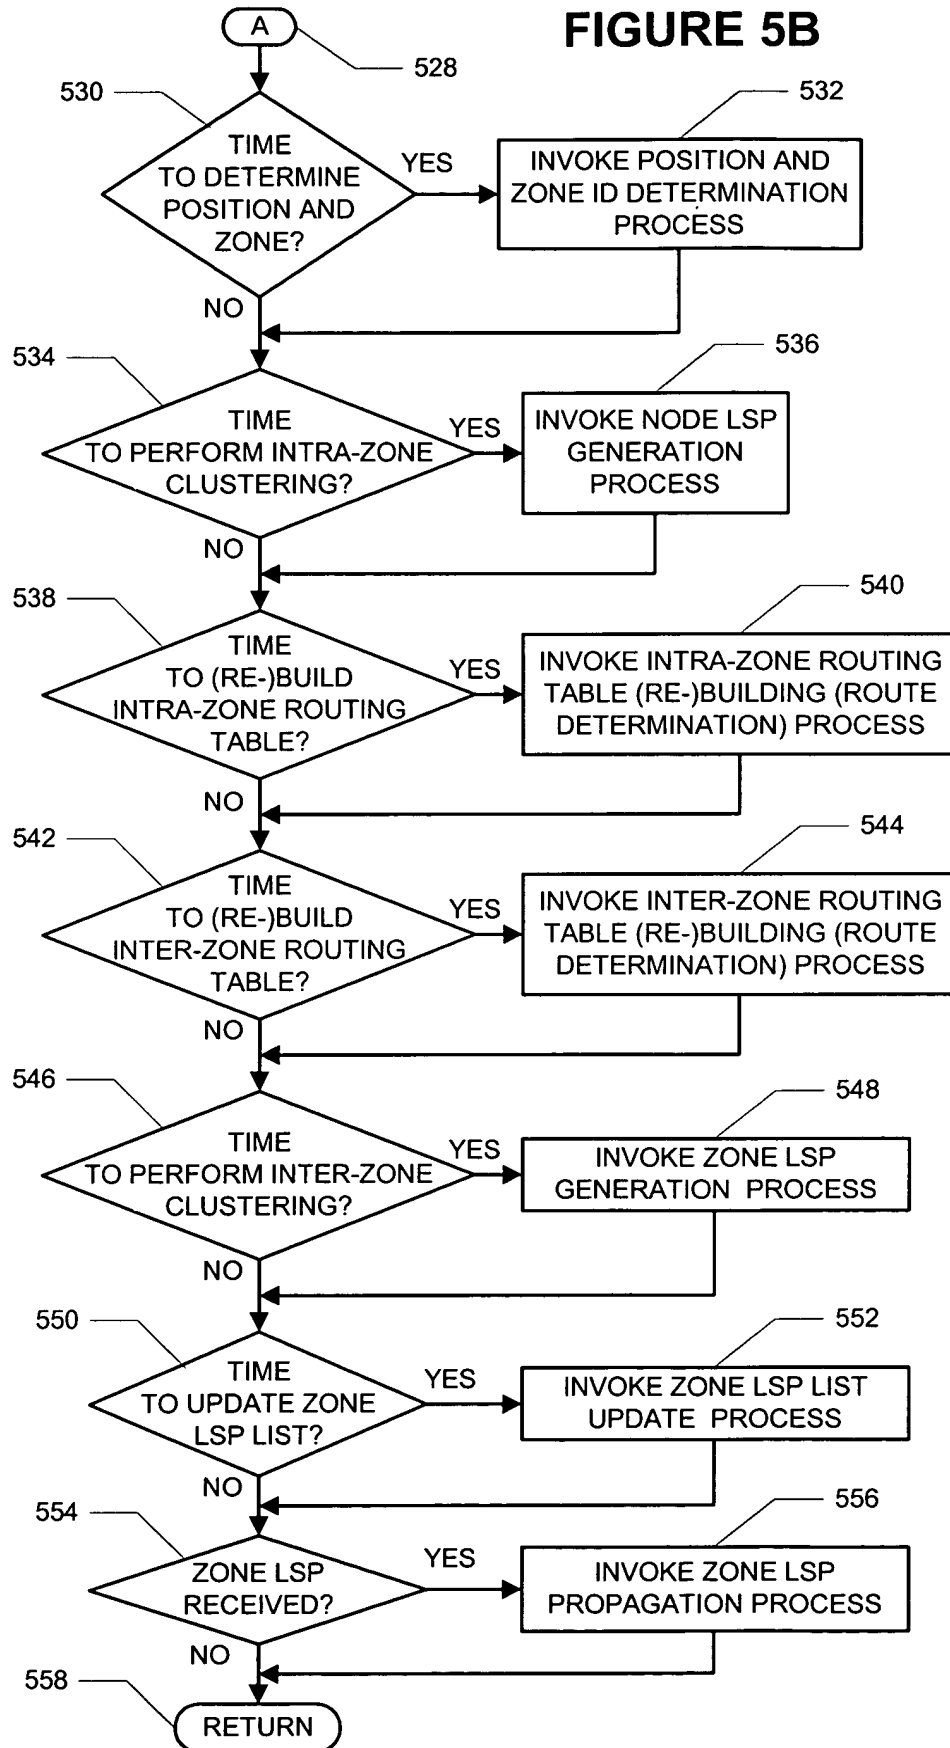 FIGURE 5B
A
528
530
TIME
TO DETERMINE
POSITION AND
ZONE?
YES
532
INVOKE POSITION AND
ZONE ID DETERMINATION
PROCESS
NO
534
TIME
TO PERFORM INTRA-ZONE
CLUSTERING?
YES
536
INVOKE NODE LSP
GENERATION
PROCESS
NO
538
TIME
TO (RE-)BUILD
INTRA-ZONE ROUTING
TABLE?
YES
540
INVOKE INTRA-ZONE ROUTING
TABLE (RE-)BUILDING (ROUTE
DETERMINATION) PROCESS
NO
542
TIME
TO (RE-)BUILD
INTER-ZONE ROUTING
TABLE?
YES
544
INVOKE INTER-ZONE ROUTING
TABLE (RE-)BUILDING (ROUTE
DETERMINATION) PROCESS
NO
546
TIME
TO PERFORM INTER-ZONE
CLUSTERING?
YES
548
INVOKE ZONE LSP
GENERATION PROCESS
NO
550
TIME
TO UPDATE ZONE
LSP LIST?
YES
552
INVOKE ZONE LSP LIST
UPDATE PROCESS
NO
554
ZONE LSP
RECEIVED?
YES
556
INVOKE ZONE LSP
PROPAGATION PROCESS
NO
558
RETURN